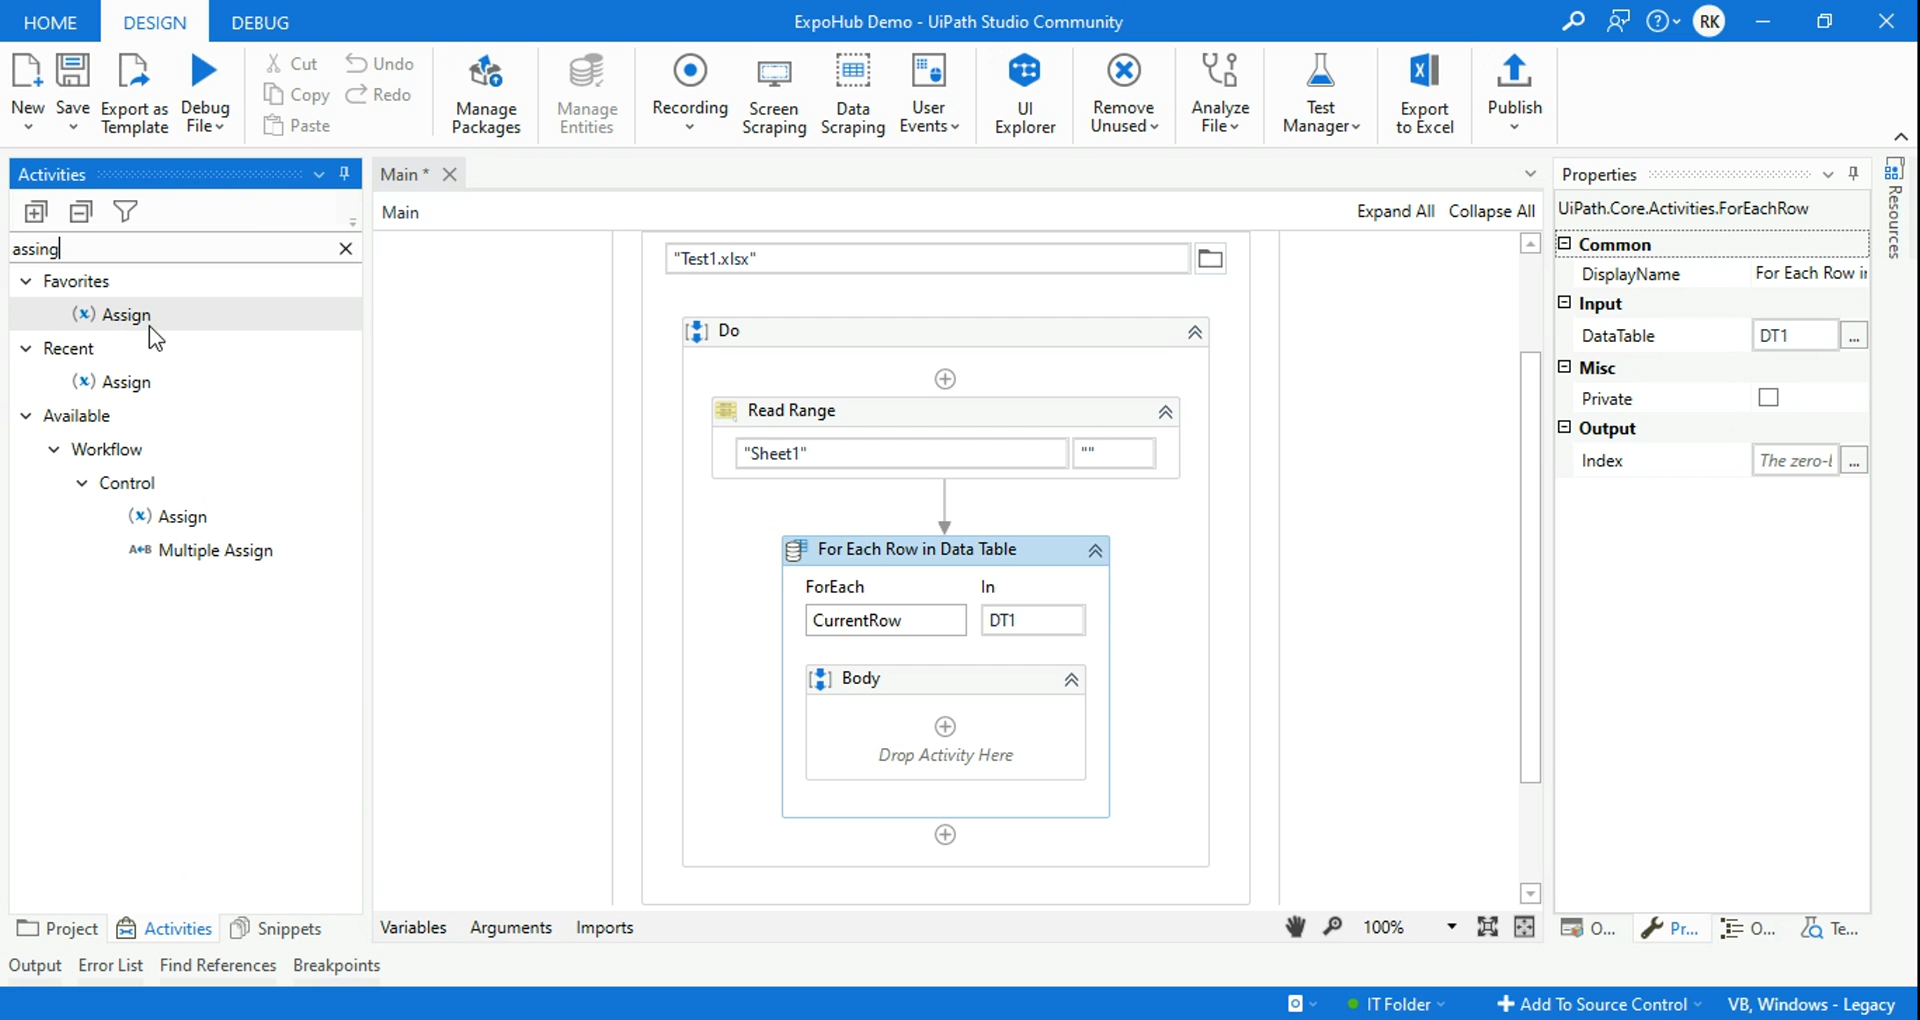 HOME DESIGN DEBUG ExpoHub Demo - UiPath Studio Community RK
New Save Export as Template Debug File Cut Copy Paste Undo Redo Manage Packages Manage Entities Recording Screen Scraping Data Scraping User Events UI Explorer Remove Unused Analyze File Test Manager Export to Excel Publish
Activities
assing
Favorites
Assign
Recent
Assign
Available
Workflow
Control
Assign
A+B Multiple Assign
Project Activities Snippets
Main *
Main Expand All Collapse All
"Test1.xlsx"
Do
Read Range
"Sheet1" ""
For Each Row in Data Table
ForEach In
CurrentRow DT1
Body
Drop Activity Here
Variables Arguments Imports 100%
Properties
UiPath.Core.Activities.ForEachRow
Common
DisplayName For Each Row in
Input
DataTable DT1 ...
Misc
Private
Output
Index The zero-l ...
O... Pr... O... Te...
Resources
Output Error List Find References Breakpoints
IT Folder Add To Source Control VB, Windows - Legacy